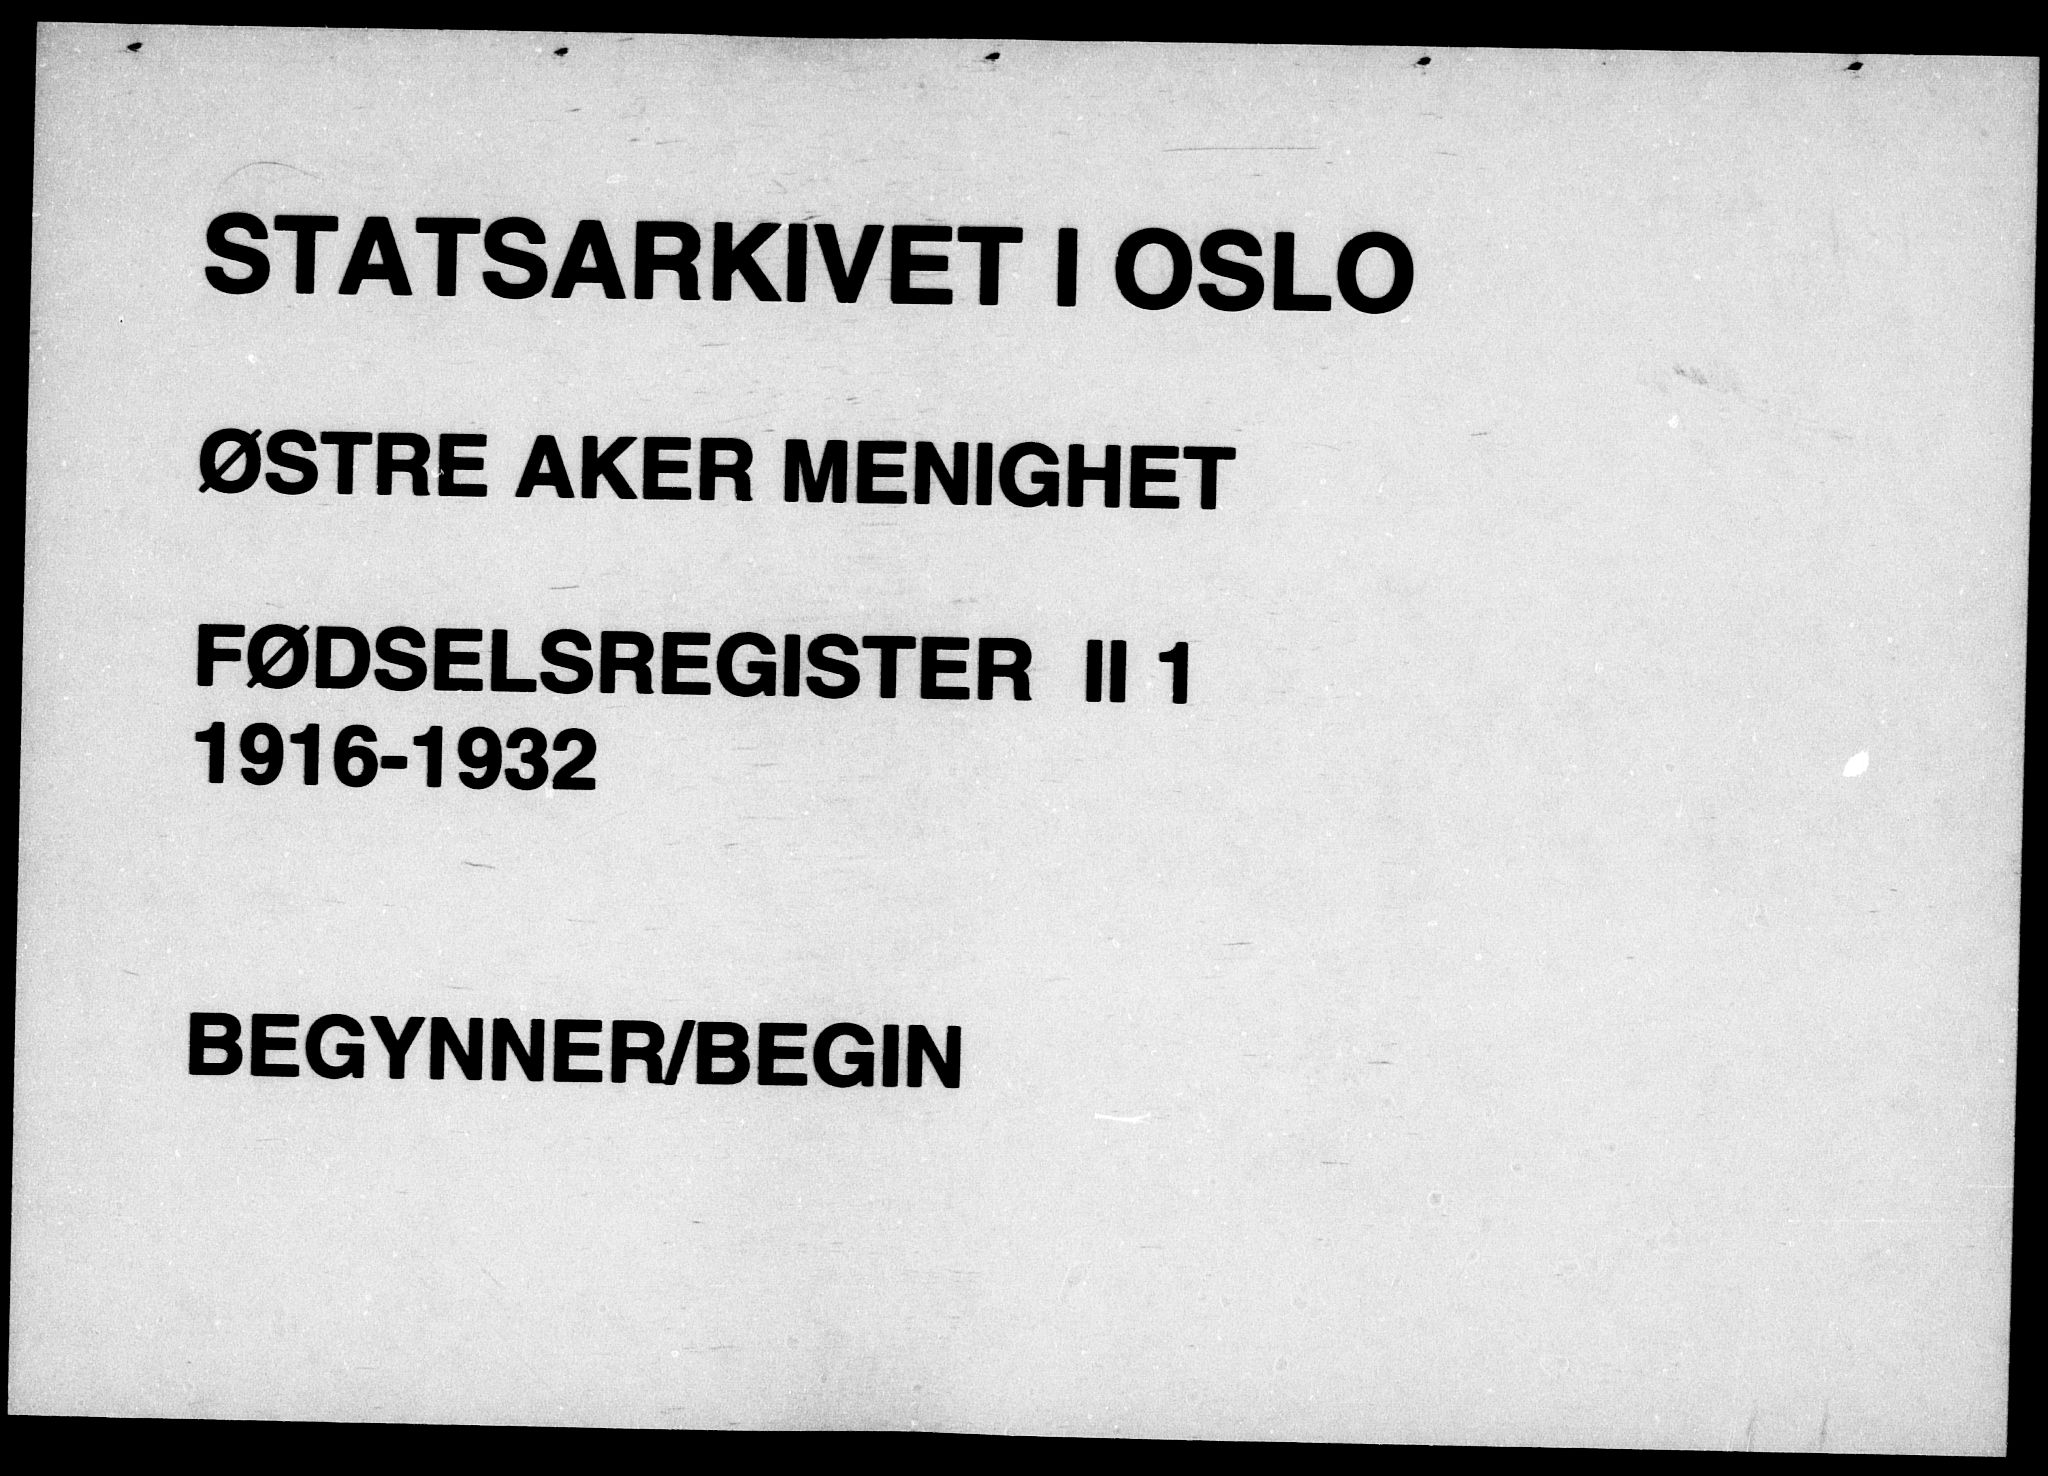 STATSARKIVET I OSLO
ØSTRE AKER MENIGHET
FØDSELSREGISTER II 1
1916-1932
BEGYNNER/BEGIN